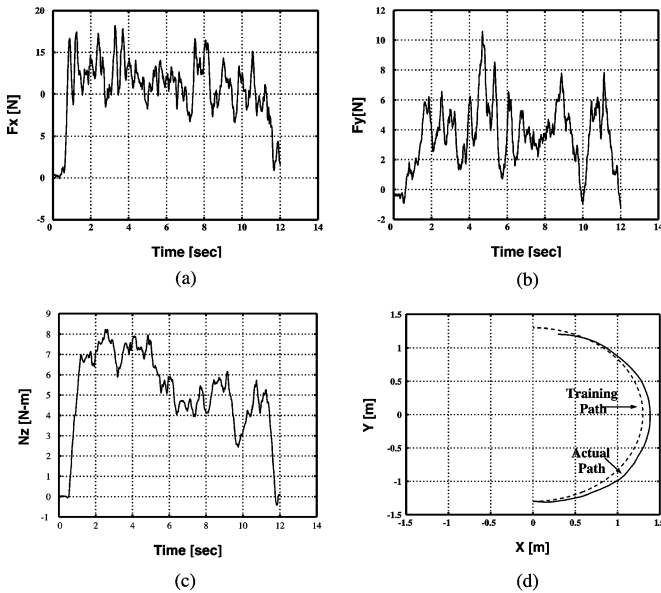 20
15
0
5
0
-5
Fx [N]
0 2 4 6 8 10 12 14
Time [sec]
(a)
12
10
8
6
4
2
0
-2
Fy[N]
0 2 4 6 8 10 12 14
Time [sec]
(b)
9
8
7
6
5
4
3
2
1
0
-1
Nz [N-m]
0 2 4 6 8 10 12 14
Time [sec]
(c)
1.5
1
0.5
0
-0.5
-1
-1.5
Y [m]
Training
Path
Actual
Path
-1.5 -1 -0.5 0 0.5 1 1.5
X [m]
(d)